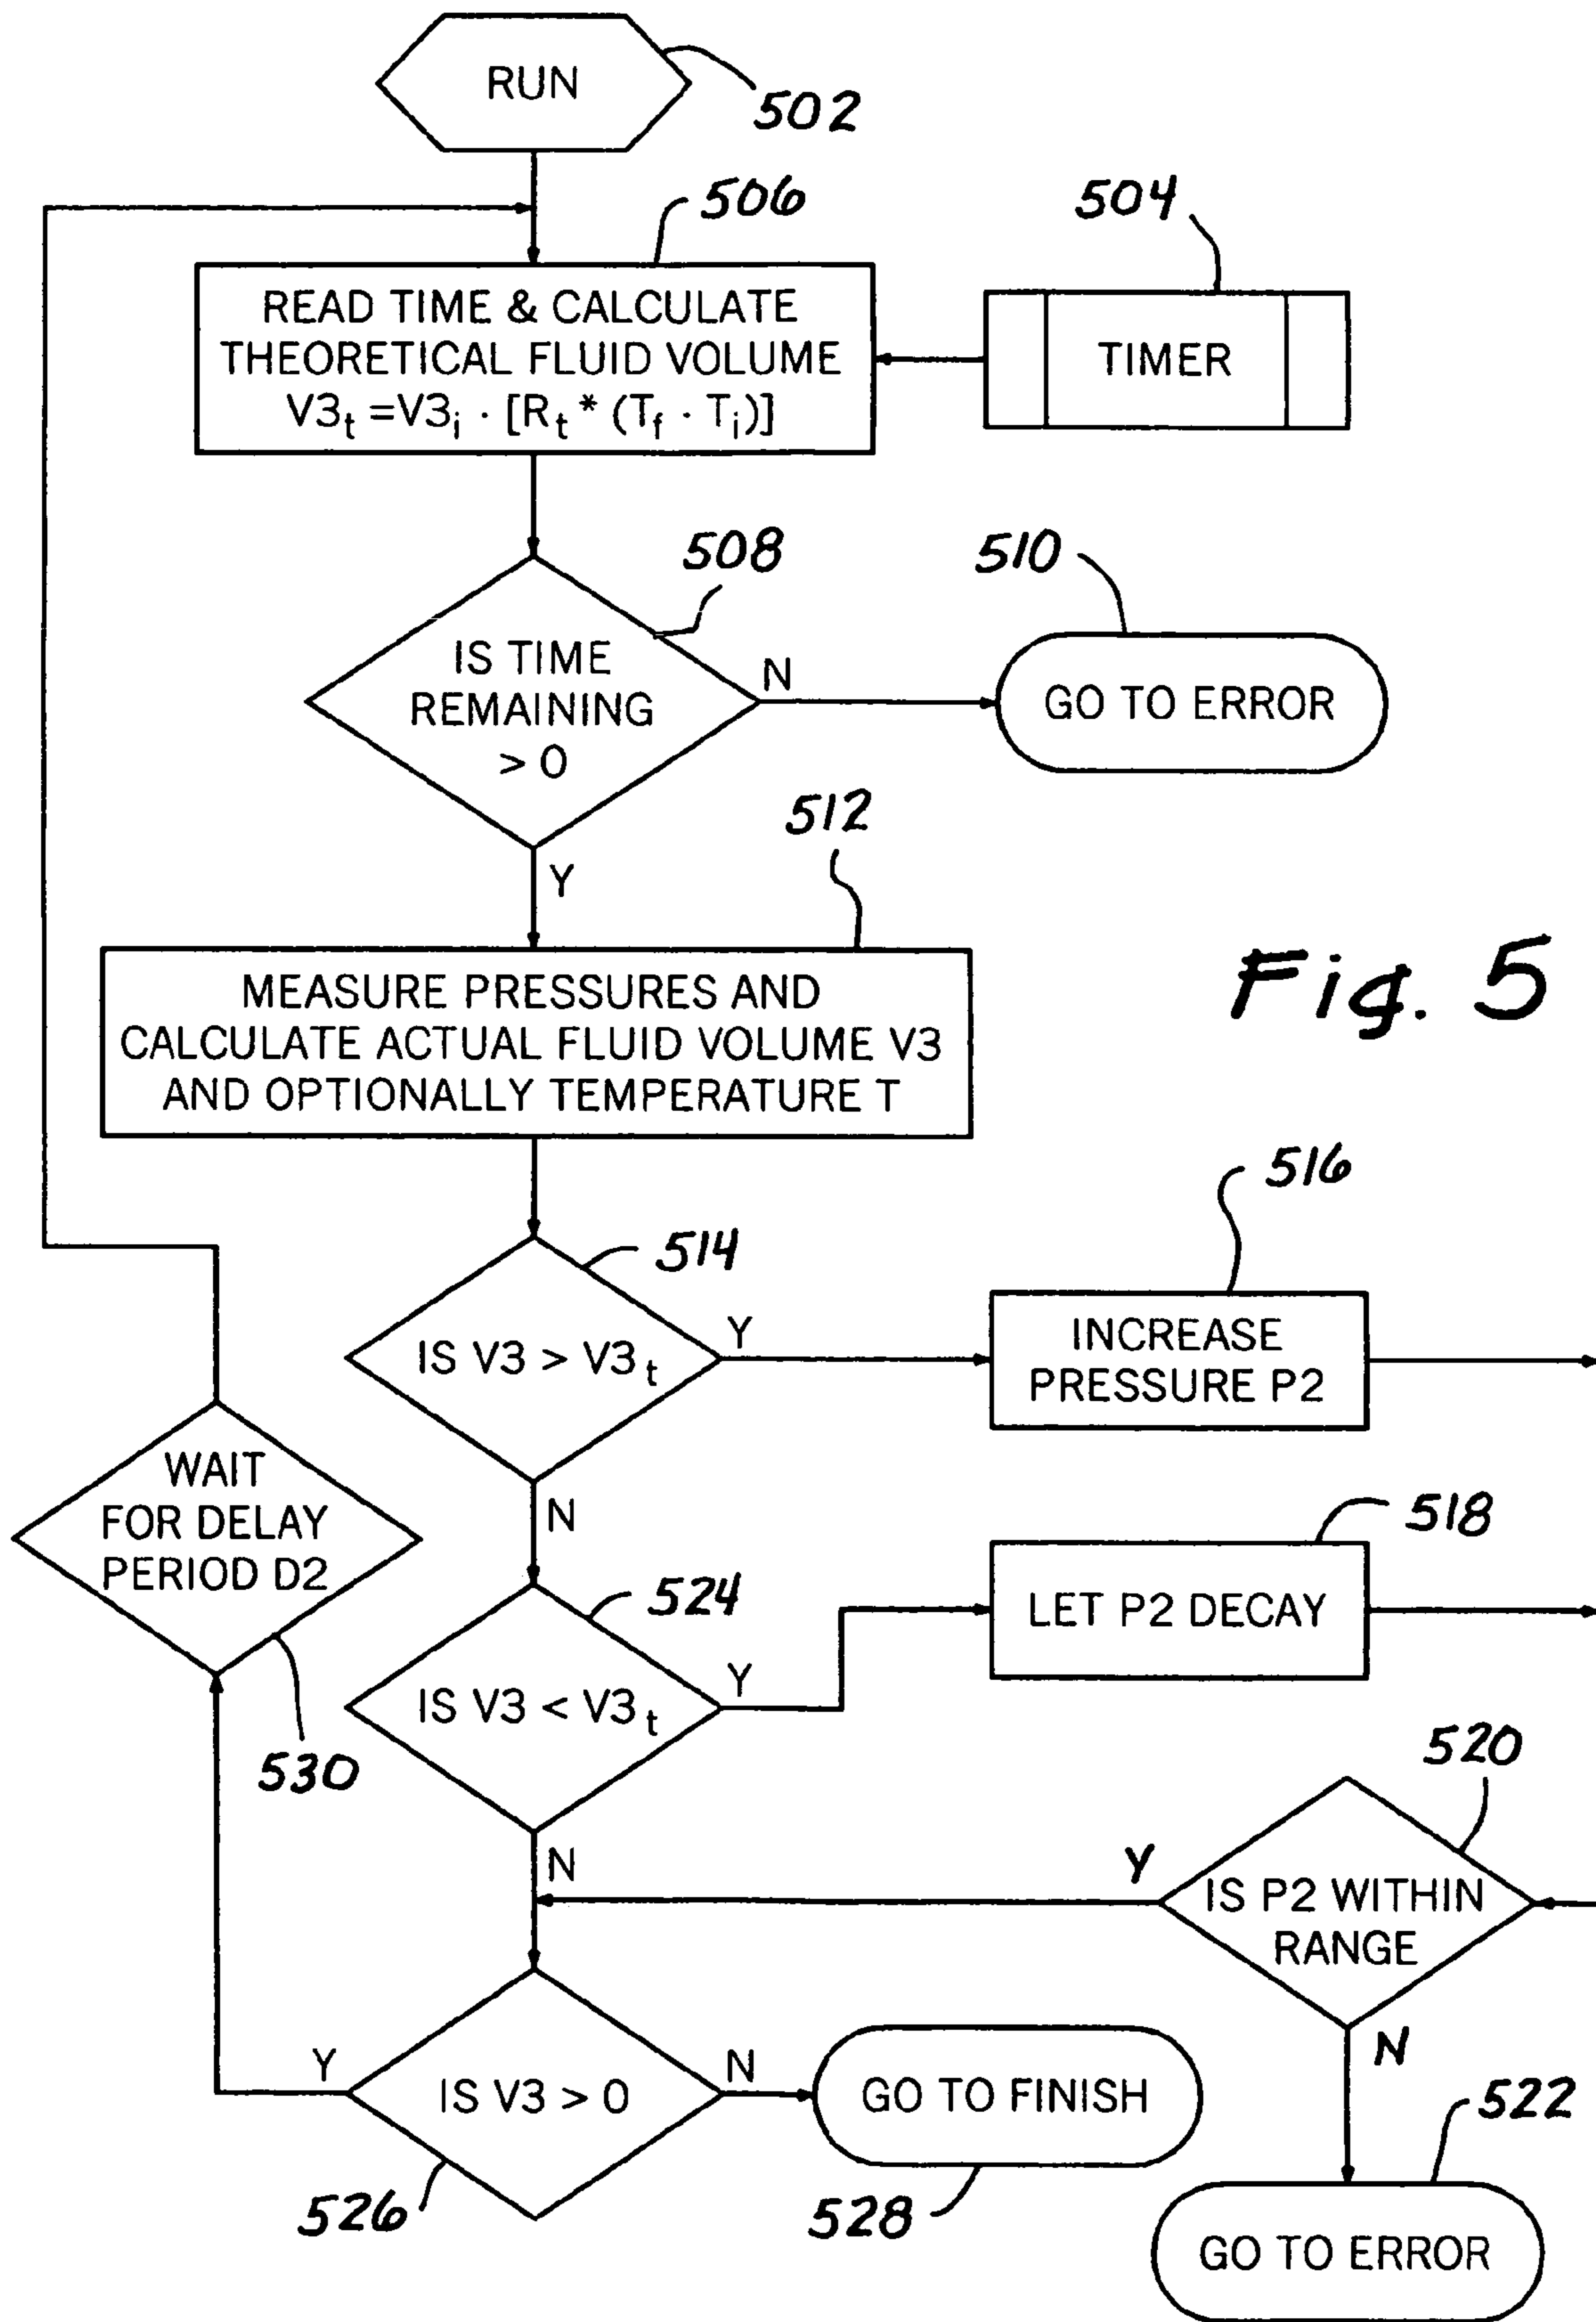 RUN
502
506
504
READ TIME & CALCULATE
THEORETICAL FLUID VOLUME
V3t =V3i · [Rt * (Tf · Ti)]
TIMER
508
510
IS TIME
REMAINING
> 0
N
GO TO ERROR
Y
512
MEASURE PRESSURES AND
CALCULATE ACTUAL FLUID VOLUME V3
AND OPTIONALLY TEMPERATURE T
Fig. 5
514
516
IS V3 > V3t
Y
INCREASE
PRESSURE P2
N
WAIT
FOR DELAY
PERIOD D2
530
524
518
IS V3 < V3t
Y
LET P2 DECAY
N
520
Y
IS P2 WITHIN
RANGE
N
522
GO TO ERROR
Y
IS V3 > 0
N
GO TO FINISH
526
528